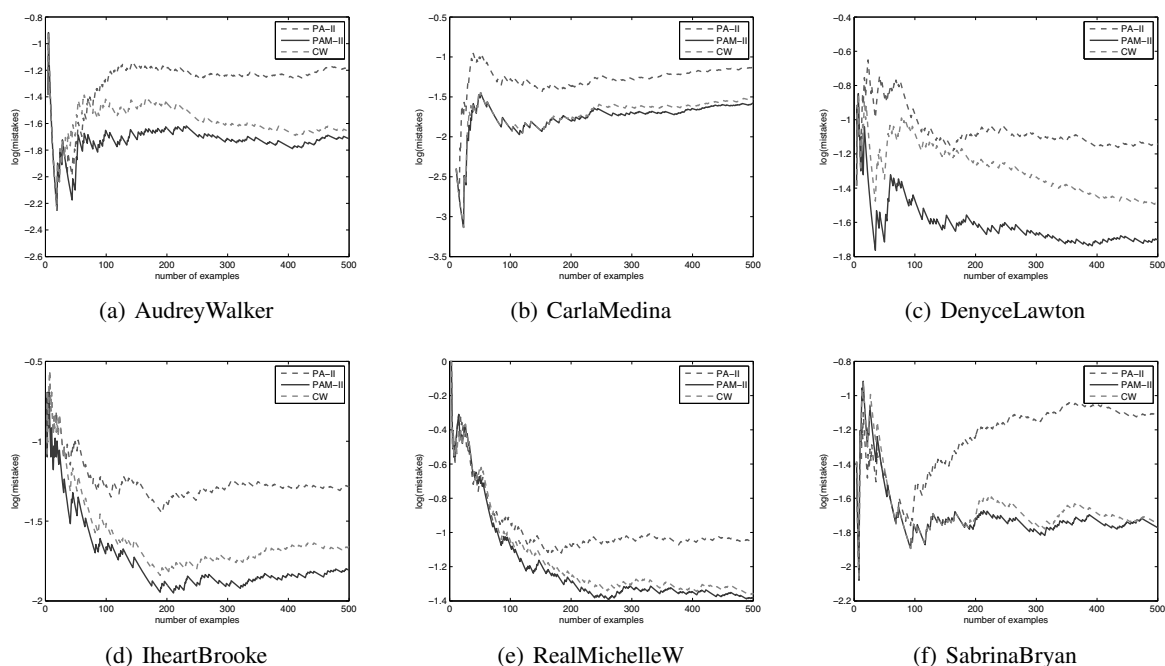 -0.8
-1
-1.2
-1.4
-1.6
-1.8
-2
-2.2
-2.4
-2.6
0 100 200 300 400 500
log(mistakes)
number of examples
PA-II
PAM-II
CW
(a) AudreyWalker
-0.5
-1
-1.5
-2
-2.5
-3
-3.5
0 100 200 300 400 500
log(mistakes)
number of examples
PA-II
PAM-II
CW
(b) CarlaMedina
-0.4
-0.6
-0.8
-1
-1.2
-1.4
-1.6
-1.8
0 100 200 300 400 500
log(mistakes)
number of examples
PA-II
PAM-II
CW
(c) DenyceLawton
-0.5
-1
-1.5
-2
0 100 200 300 400 500
log(mistakes)
number of examples
PA-II
PAM-II
CW
(d) IheartBrooke
0
-0.2
-0.4
-0.6
-0.8
-1
-1.2
-1.4
0 100 200 300 400 500
log(mistakes)
number of examples
PA-II
PAM-II
CW
(e) RealMichelleW
-0.8
-1
-1.2
-1.4
-1.6
-1.8
-2
-2.2
0 100 200 300 400 500
log(mistakes)
number of examples
PA-II
PAM-II
CW
(f) SabrinaBryan